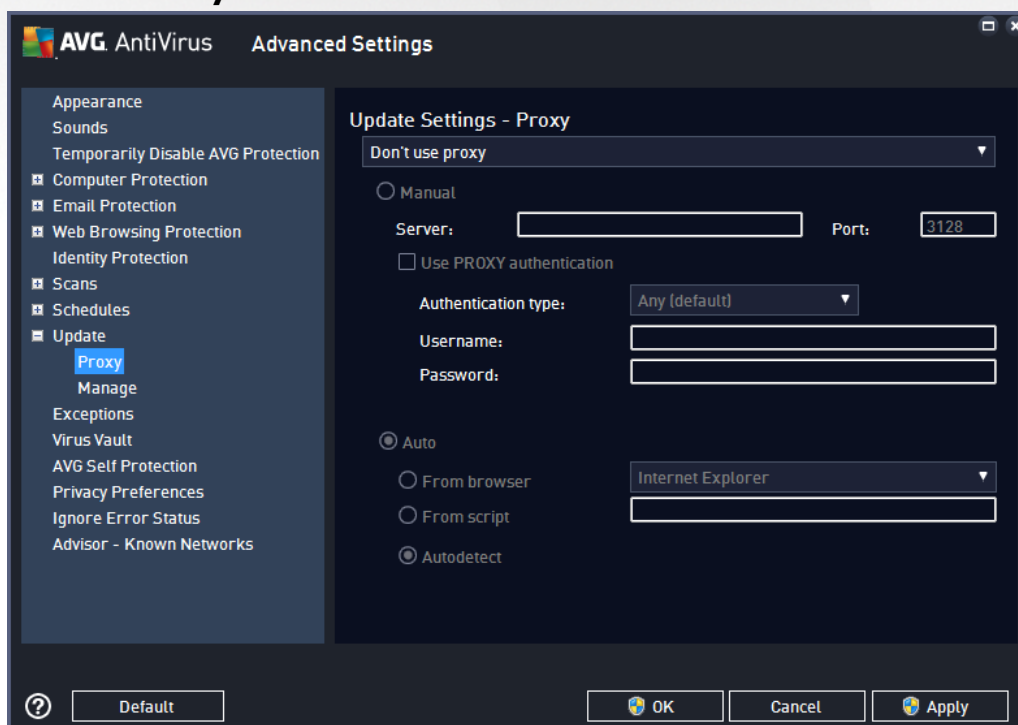 AVG. AntiVirus Advanced Settings
Appearance
Sounds
Temporarily Disable AVG Protection
Computer Protection
Email Protection
Web Browsing Protection
Identity Protection
Scans
Schedules
Update
Proxy
Manage
Exceptions
Virus Vault
AVG Self Protection
Privacy Preferences
Ignore Error Status
Advisor - Known Networks
Update Settings - Proxy
Don't use proxy
Manual
Server: Port: 3128
Use PROXY authentication
Authentication type: Any (default)
Username:
Password:
Auto
From browser Internet Explorer
From script
Autodetect
? Default OK Cancel Apply